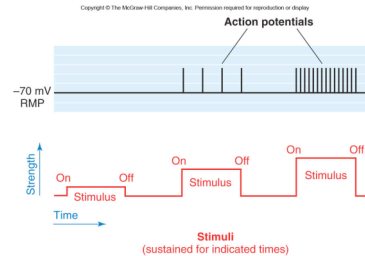 Copyright © The McGraw-Hill Companies, Inc. Permission required for reproduction or display
Action potentials
–70 mV
RMP
Strength
On Off
Stimulus
On Off
Stimulus
On Off
Stimulus
Time
Stimuli
(sustained for indicated times)